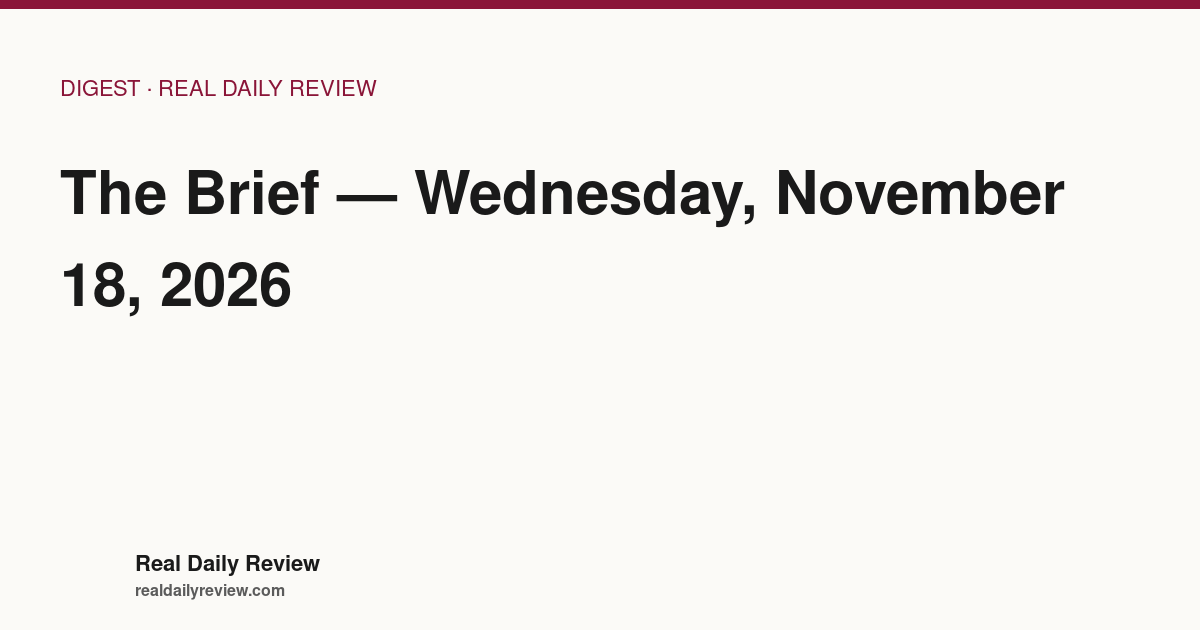 DIGEST · REAL DAILY REVIEW
The Brief — Wednesday, November
18, 2026
Real Daily Review
realdailyreview.com